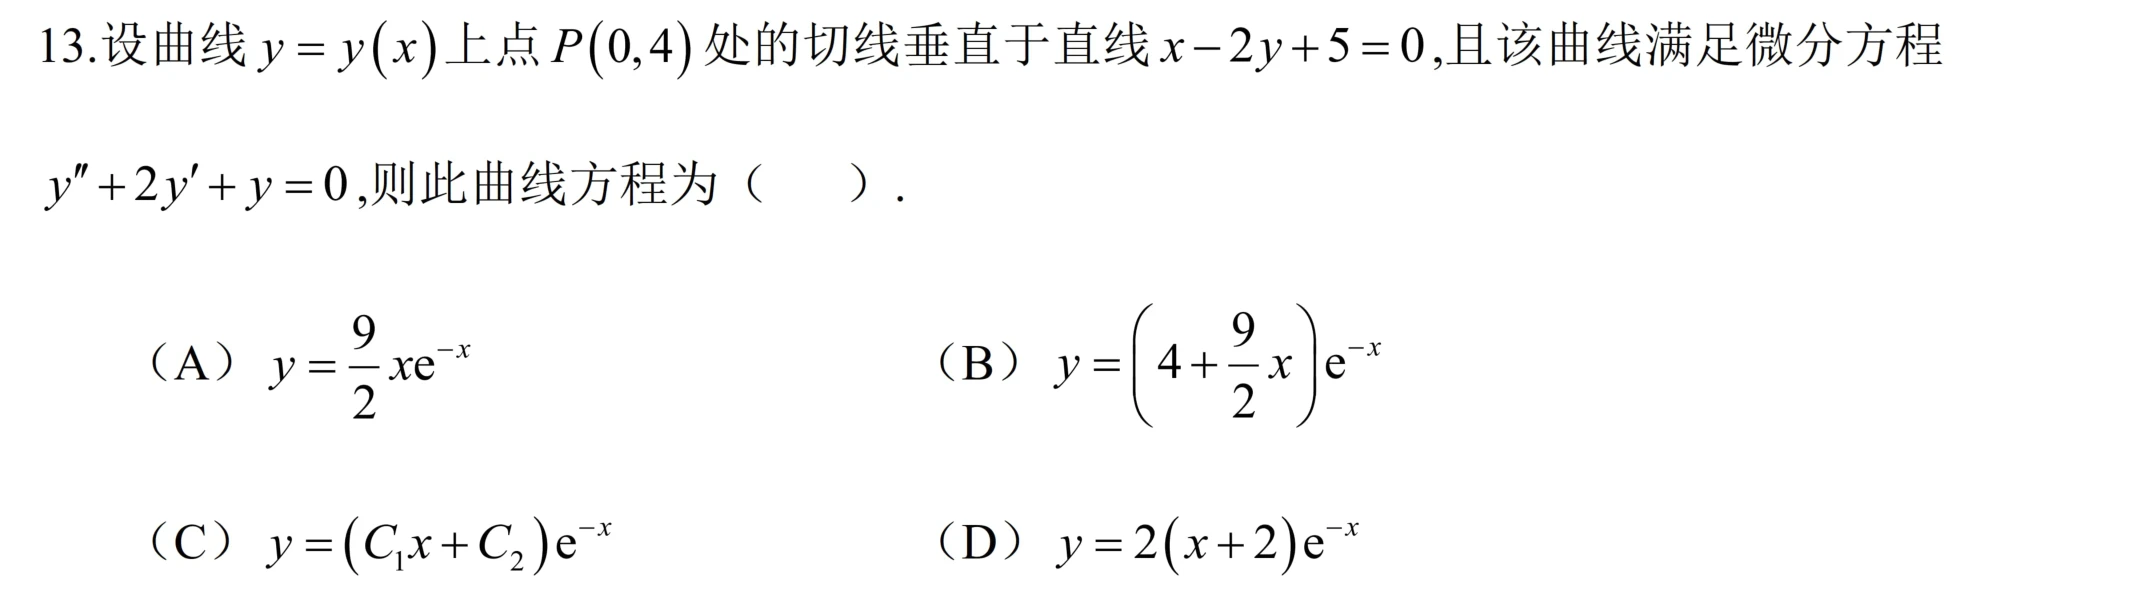 13.设曲线 y = y(x) 上点 P(0,4) 处的切线垂直于直线 x−2y+5=0,且该曲线满足微分方程
y″+2y′+y=0,则此曲线方程为（　　）.
（A） y = \frac{9}{2}xe^{-x} （B） y = \left(4+\frac{9}{2}x\right)e^{-x}
（C） y = (C_1x+C_2)e^{-x} （D） y = 2(x+2)e^{-x}